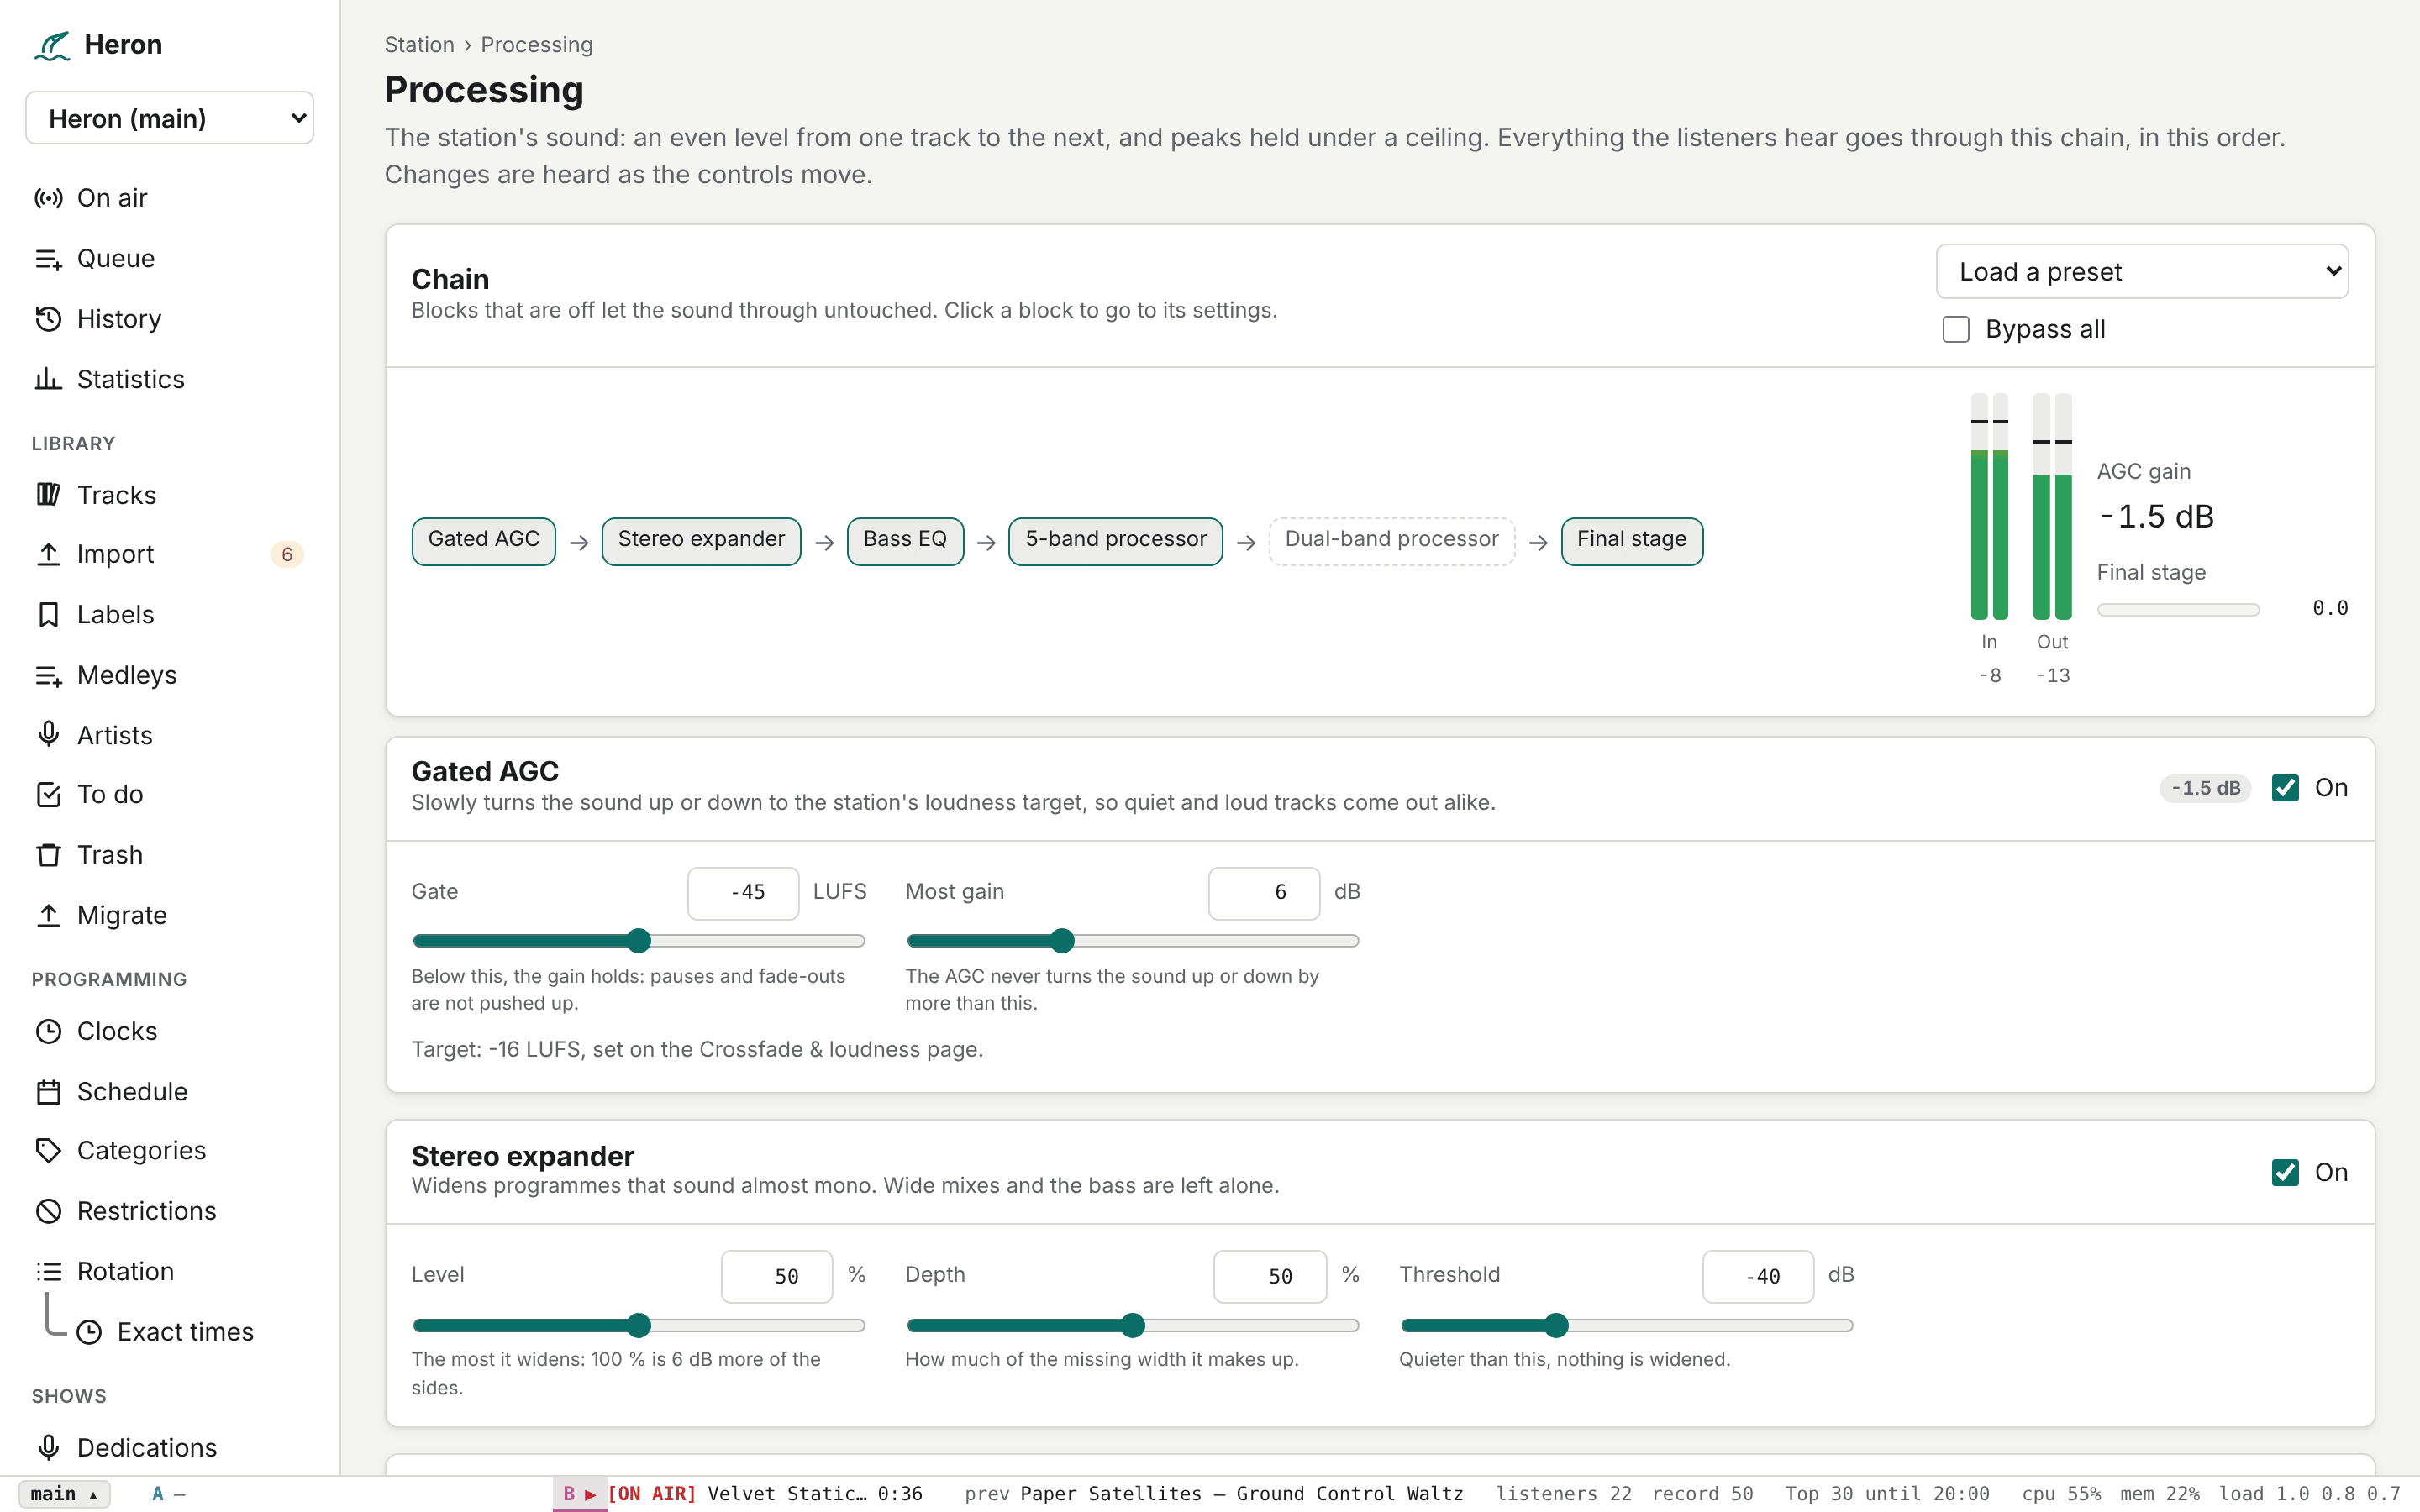 Heron
Heron (main)
On air
Queue
History
Statistics
LIBRARY
Tracks
Import 6
Labels
Medleys
Artists
To do
Trash
Migrate
PROGRAMMING
Clocks
Schedule
Categories
Restrictions
Rotation
Exact times
SHOWS
Dedications
Station › Processing
Processing
The station's sound: an even level from one track to the next, and peaks held under a ceiling. Everything the listeners hear goes through this chain, in this order.
Changes are heard as the controls move.
Chain
Blocks that are off let the sound through untouched. Click a block to go to its settings.
Load a preset
Bypass all
Gated AGC → Stereo expander → Bass EQ → 5-band processor → Dual-band processor → Final stage
In
-8
Out
-13
AGC gain
-1.5 dB
Final stage
0.0
Gated AGC
Slowly turns the sound up or down to the station's loudness target, so quiet and loud tracks come out alike.
-1.5 dB On
Gate -45 LUFS
Below this, the gain holds: pauses and fade-outs
are not pushed up.
Most gain 6 dB
The AGC never turns the sound up or down by
more than this.
Target: -16 LUFS, set on the Crossfade & loudness page.
Stereo expander
Widens programmes that sound almost mono. Wide mixes and the bass are left alone.
On
Level 50 %
The most it widens: 100 % is 6 dB more of the
sides.
Depth 50 %
How much of the missing width it makes up.
Threshold -40 dB
Quieter than this, nothing is widened.
main ▲ A — B ▶ [ON AIR] Velvet Static… 0:36 prev Paper Satellites — Ground Control Waltz listeners 22 record 50 Top 30 until 20:00 cpu 55% mem 22% load 1.0 0.8 0.7